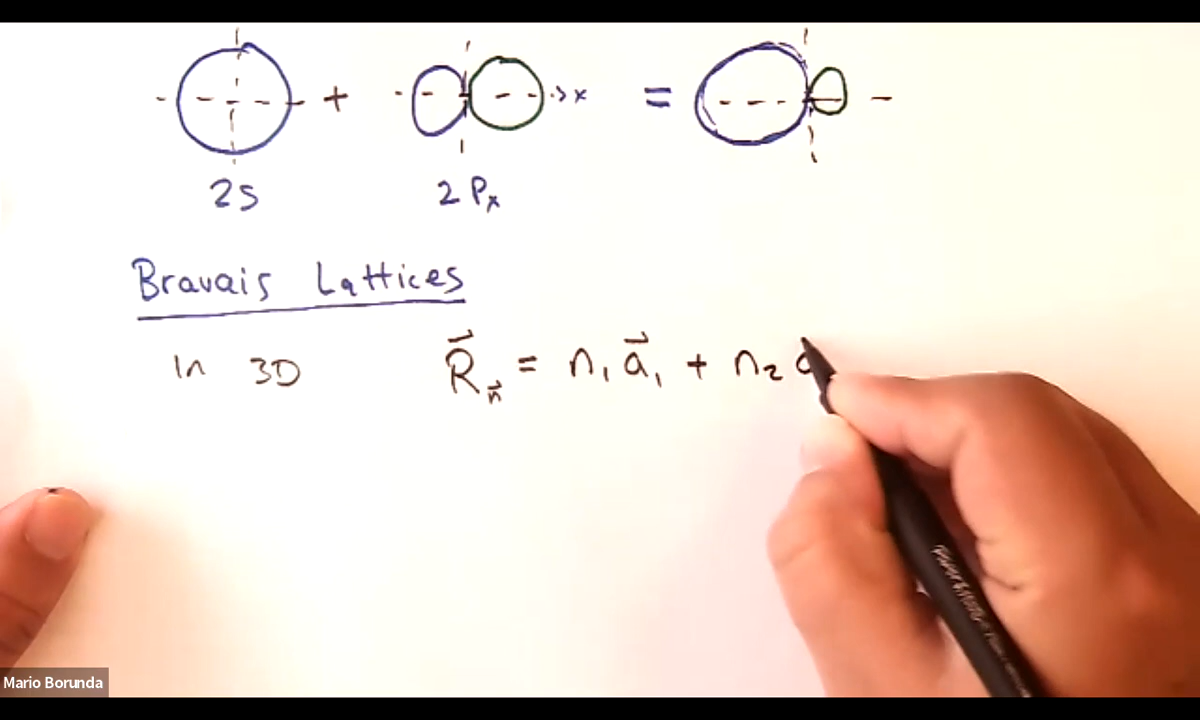 + x =
2s 2Px
Bravais Lattices
In 3D R⃗n⃗ = n₁a⃗₁ + n₂
Mario Borunda